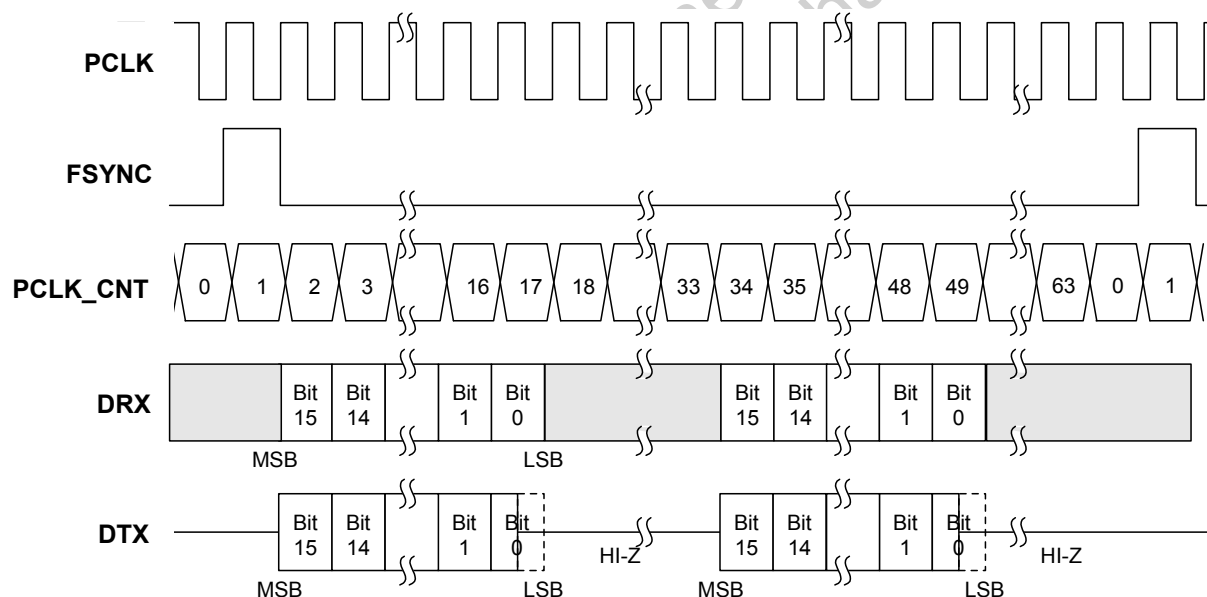 PCLK
FSYNC
PCLK_CNT
0 1 2 3 16 17 18 33 34 35 48 49 63 0 1
DRX
Bit 15 Bit 14 Bit 1 Bit 0 Bit 15 Bit 14 Bit 1 Bit 0
MSB LSB
DTX
Bit 15 Bit 14 Bit 1 Bit 0 Bit 15 Bit 14 Bit 1 Bit 0
HI-Z HI-Z
MSB LSB MSB LSB